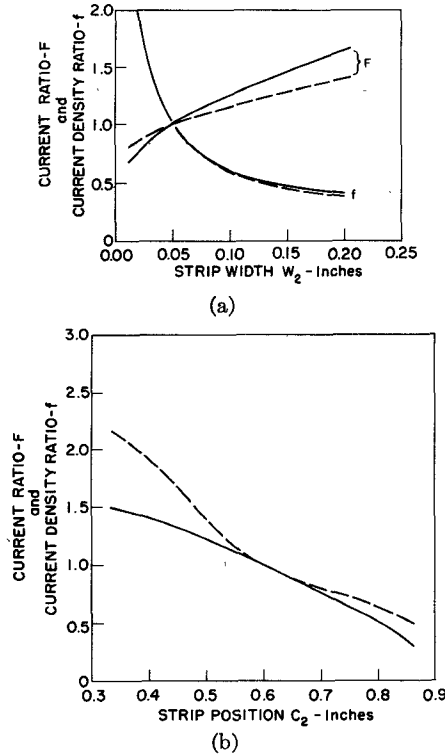 2.0
1.5
1.0
0.5
0.00
0.05
0.10
0.15
0.20
0.25
CURRENT RATIO-F
and
CURRENT DENSITY RATIO-f
F
f
STRIP WIDTH W2 - Inches
(a)
3.0
2.5
2.0
1.5
1.0
0.5
0
0.3
0.4
0.5
0.6
0.7
0.8
0.9
CURRENT RATIO-F
and
CURRENT DENSITY RATIO-f
STRIP POSITION C2 - Inches
(b)